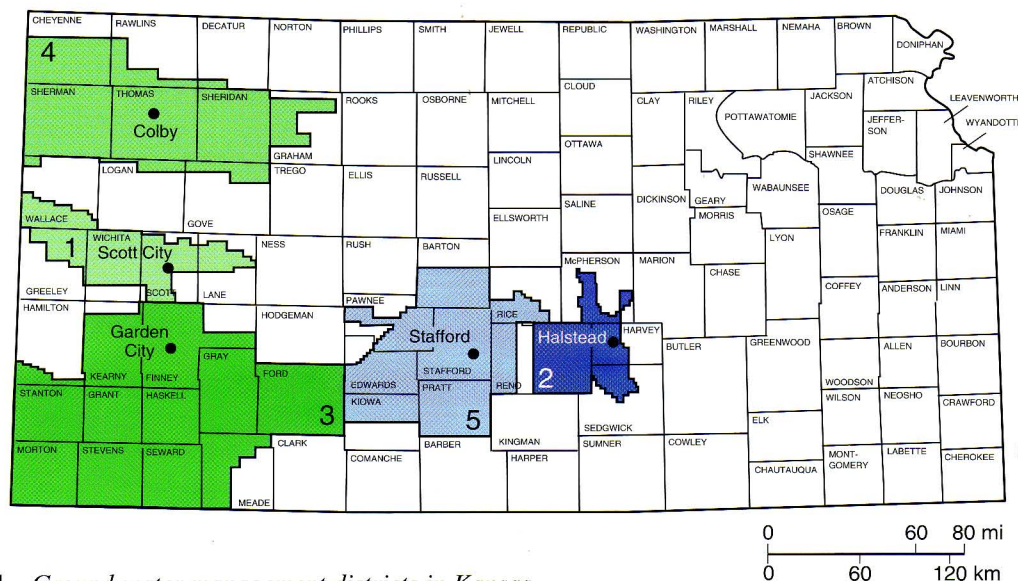 CHEYENNE
RAWLINS
DECATUR
NORTON
PHILLIPS
SMITH
JEWELL
REPUBLIC
WASHINGTON
MARSHALL
NEMAHA
BROWN
DONIPHAN
4
SHERMAN
THOMAS
SHERIDAN
Colby
GRAHAM
ROOKS
OSBORNE
MITCHELL
CLOUD
CLAY
RILEY
POTTAWATOMIE
JACKSON
ATCHISON
JEFFER-
SON
LEAVENWORTH
WYANDOTT
OTTAWA
LINCOLN
SHAWNEE
LOGAN
TREGO
ELLIS
RUSSELL
WALLACE
GOVE
ELLSWORTH
SALINE
DICKINSON
GEARY
MORRIS
WABAUNSEE
DOUGLAS
JOHNSON
OSAGE
1
WICHITA
Scott City
SCOTT
LANE
NESS
RUSH
BARTON
McPHERSON
MARION
CHASE
LYON
FRANKLIN
MIAMI
GREELEY
HAMILTON
COFFEY
ANDERSON
LINN
PAWNEE
HODGEMAN
RICE
Garden
City
KEARNY
FINNEY
GRAY
FORD
3
Stafford
STAFFORD
EDWARDS
KIOWA
PRATT
5
RENO
Halstead
2
HARVEY
BUTLER
GREENWOOD
WOODSON
ALLEN
BOURBON
STANTON
GRANT
HASKELL
SEDGWICK
WILSON
NEOSHO
CRAWFORD
ELK
MORTON
STEVENS
SEWARD
MEADE
CLARK
COMANCHE
BARBER
KINGMAN
HARPER
SUMNER
COWLEY
CHAUTAUQUA
MONT-
GOMERY
LABETTE
CHEROKEE
0 60 80 mi
0 60 120 km